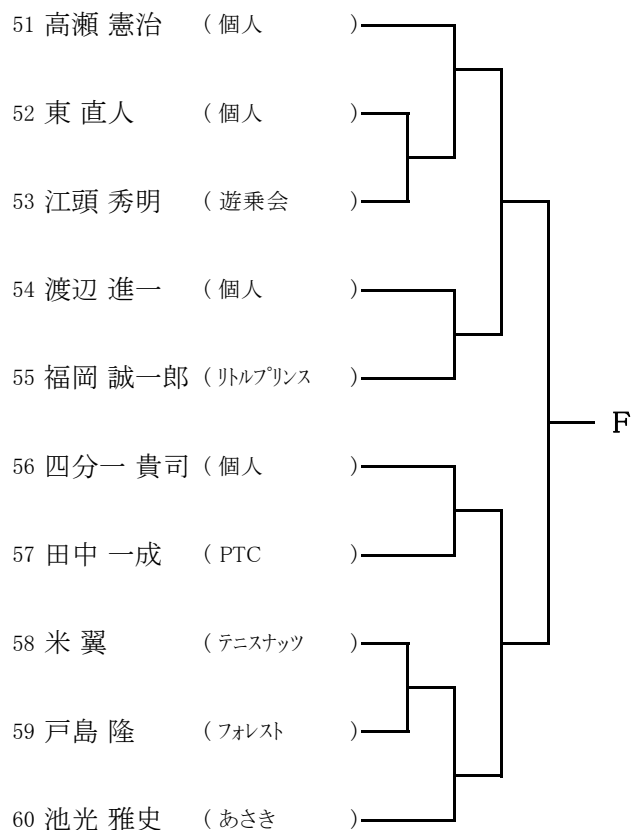 51 高瀬 憲治 ( 個人 )
52 東 直人 ( 個人 )
53 江頭 秀明 ( 遊乗会 )
54 渡辺 進一 ( 個人 )
55 福岡 誠一郎 ( リトルプリンス )
F
56 四分一 貴司 ( 個人 )
57 田中 一成 ( PTC )
58 米 翼 ( テニスナッツ )
59 戸島 隆 ( フォレスト )
60 池光 雅史 ( あさき )